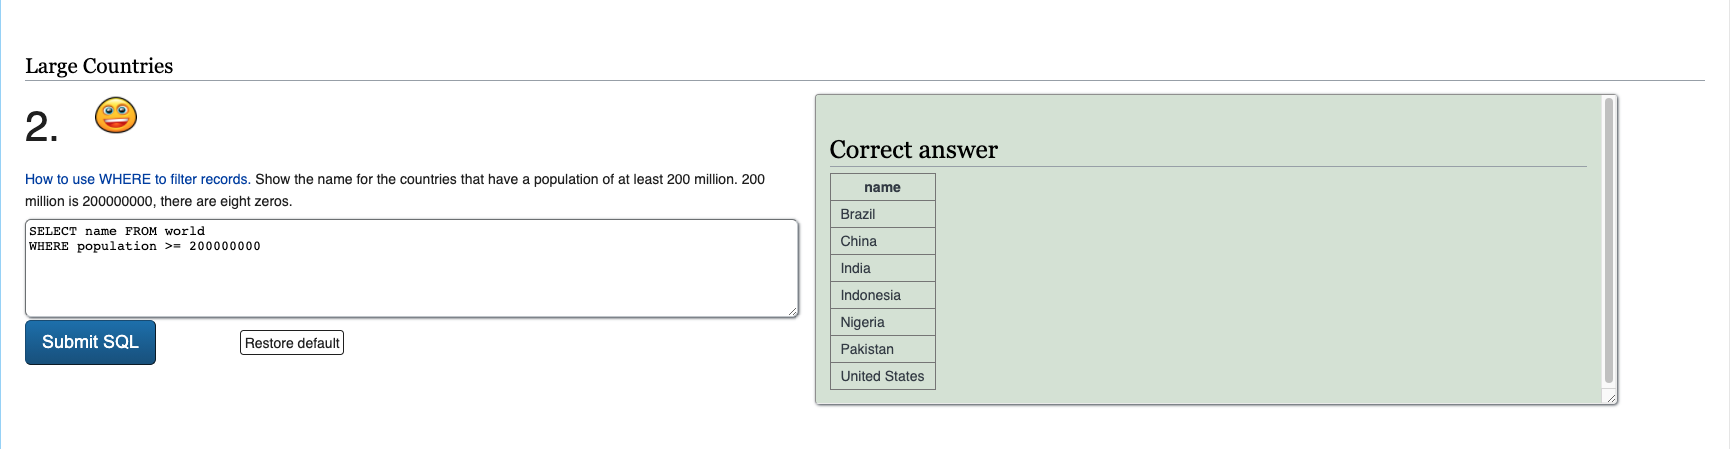 Large Countries
2.
How to use WHERE to filter records. Show the name for the countries that have a population of at least 200 million. 200
million is 200000000, there are eight zeros.
SELECT name FROM world
WHERE population >= 200000000
Submit SQL
Restore default
Correct answer
name
Brazil
China
India
Indonesia
Nigeria
Pakistan
United States